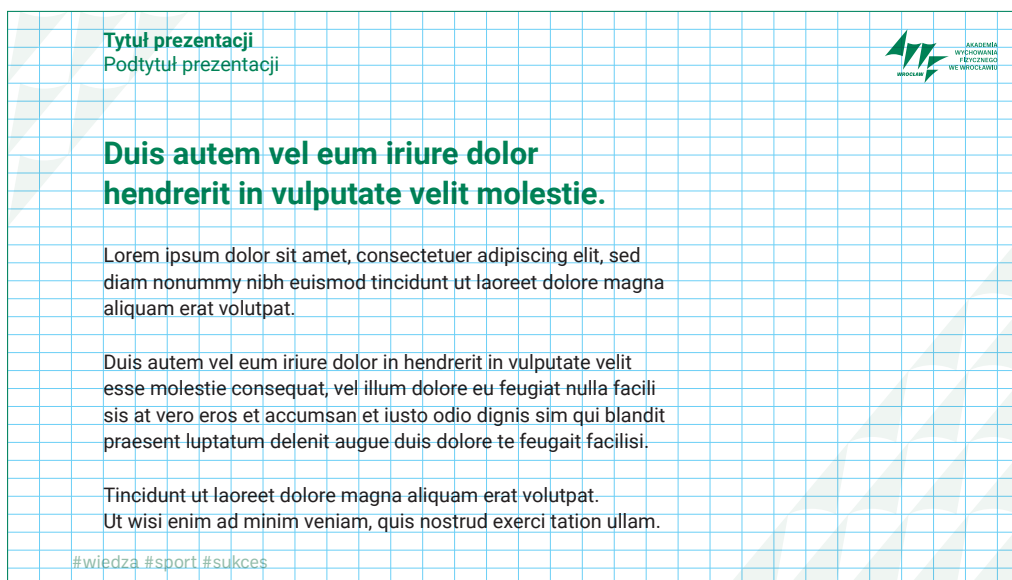 Tytuł prezentacji
Podtytuł prezentacji
AKADEMIA
WYCHOWANIA
FIZYCZNEGO
WE WROCŁAWIU
WROCŁAW
Duis autem vel eum iriure dolor
hendrerit in vulputate velit molestie.
Lorem ipsum dolor sit amet, consectetuer adipiscing elit, sed
diam nonummy nibh euismod tincidunt ut laoreet dolore magna
aliquam erat volutpat.
Duis autem vel eum iriure dolor in hendrerit in vulputate velit
esse molestie consequat, vel illum dolore eu feugiat nulla facili
sis at vero eros et accumsan et iusto odio dignis sim qui blandit
praesent luptatum delenit augue duis dolore te feugait facilisi.
Tincidunt ut laoreet dolore magna aliquam erat volutpat.
Ut wisi enim ad minim veniam, quis nostrud exerci tation ullam.
#wiedza #sport #sukces